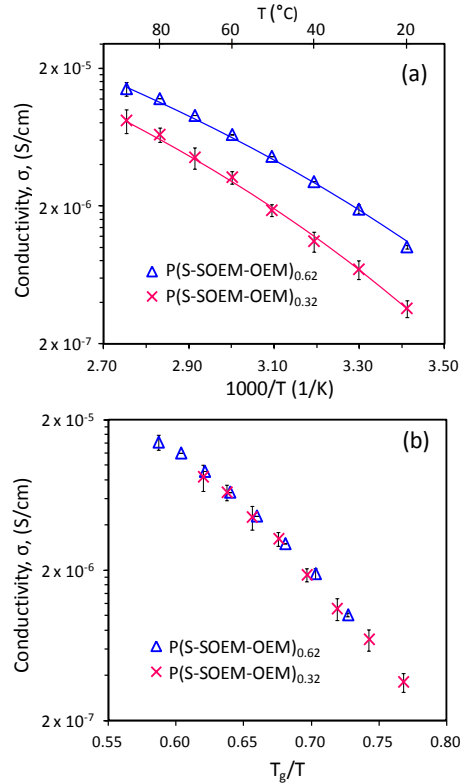 T (°C)
80 60 40 20
2 x 10⁻⁵
(a)
2 x 10⁻⁶
Conductivity, σ, (S/cm)
P(S-SOEM-OEM)₀.₆₂
P(S-SOEM-OEM)₀.₃₂
2 x 10⁻⁷
2.70 2.90 3.10 3.30 3.50
1000/T (1/K)
2 x 10⁻⁵
(b)
2 x 10⁻⁶
Conductivity, σ, (S/cm)
P(S-SOEM-OEM)₀.₆₂
P(S-SOEM-OEM)₀.₃₂
2 x 10⁻⁷
0.55 0.60 0.65 0.70 0.75 0.80
T_g/T